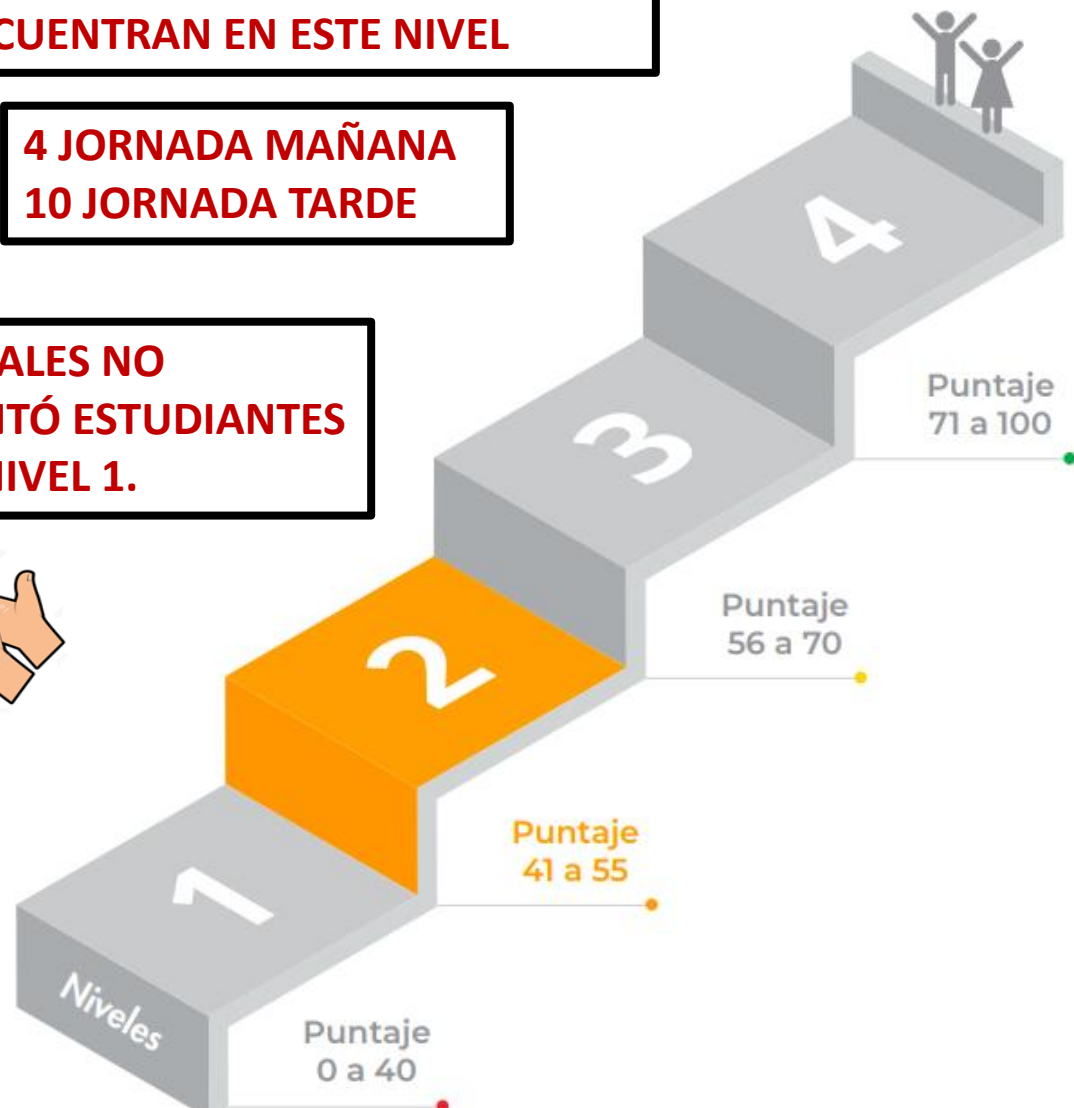 CUENTRAN EN ESTE NIVEL
4 JORNADA MAÑANA
10 JORNADA TARDE
ALES NO
TÓ ESTUDIANTES
NIVEL 1.
4
Puntaje
71 a 100
3
Puntaje
56 a 70
2
Puntaje
41 a 55
1
Niveles
Puntaje
0 a 40